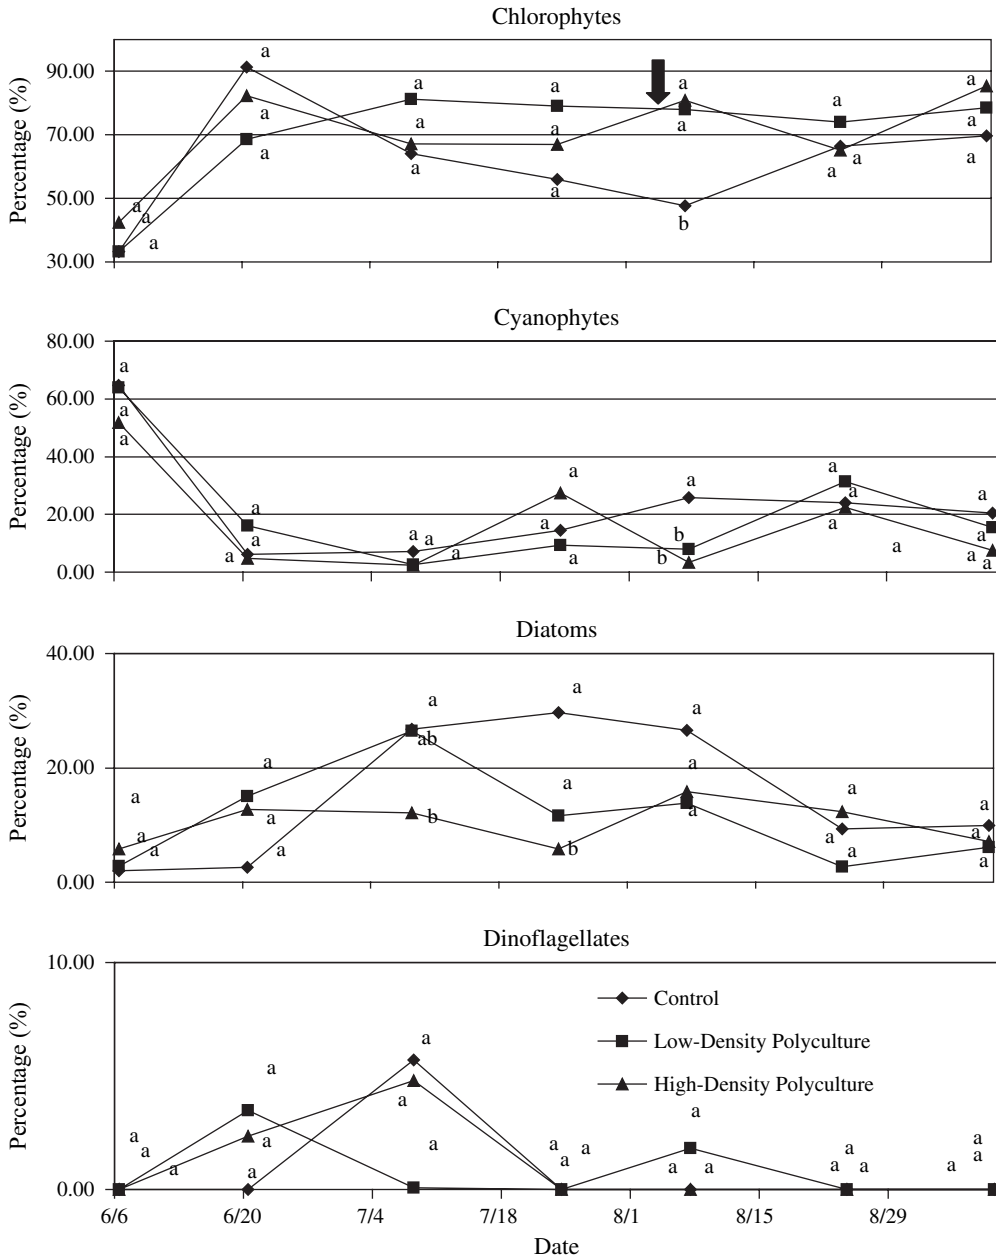 Chlorophytes
Percentage (%)
90.00
70.00
50.00
30.00
a a a a a a
a a a a a
a a a a a a
a a a b
Cyanophytes
Percentage (%)
80.00
60.00
40.00
20.00
0.00
a
a
a
a a a a a
a a a a a b a a
a a b a a a
Diatoms
Percentage (%)
40.00
20.00
0.00
a a a
a ab a
a a a a
a a b a a a a
a a b a a
Dinoflagellates
Percentage (%)
10.00
0.00
Control
Low-Density Polyculture
High-Density Polyculture
a
a
a a a
a a a a a a a
a a a a a a a
a a
6/6 6/20 7/4 7/18 8/1 8/15 8/29
Date